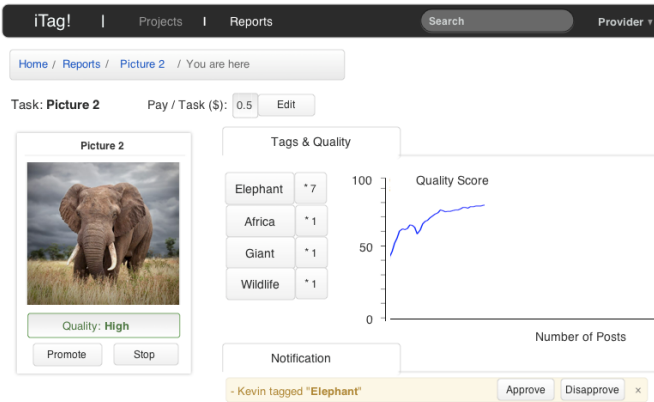 iTag! | Projects | Reports Search Provider ▾
Home / Reports / Picture 2 / You are here
Task: Picture 2 Pay / Task ($): 0.5 Edit
Picture 2
Quality: High
Promote Stop
Tags & Quality
Elephant * 7
Africa * 1
Giant * 1
Wildlife * 1
Quality Score
100
50
0
Number of Posts
Notification
- Kevin tagged "Elephant" Approve Disapprove ×